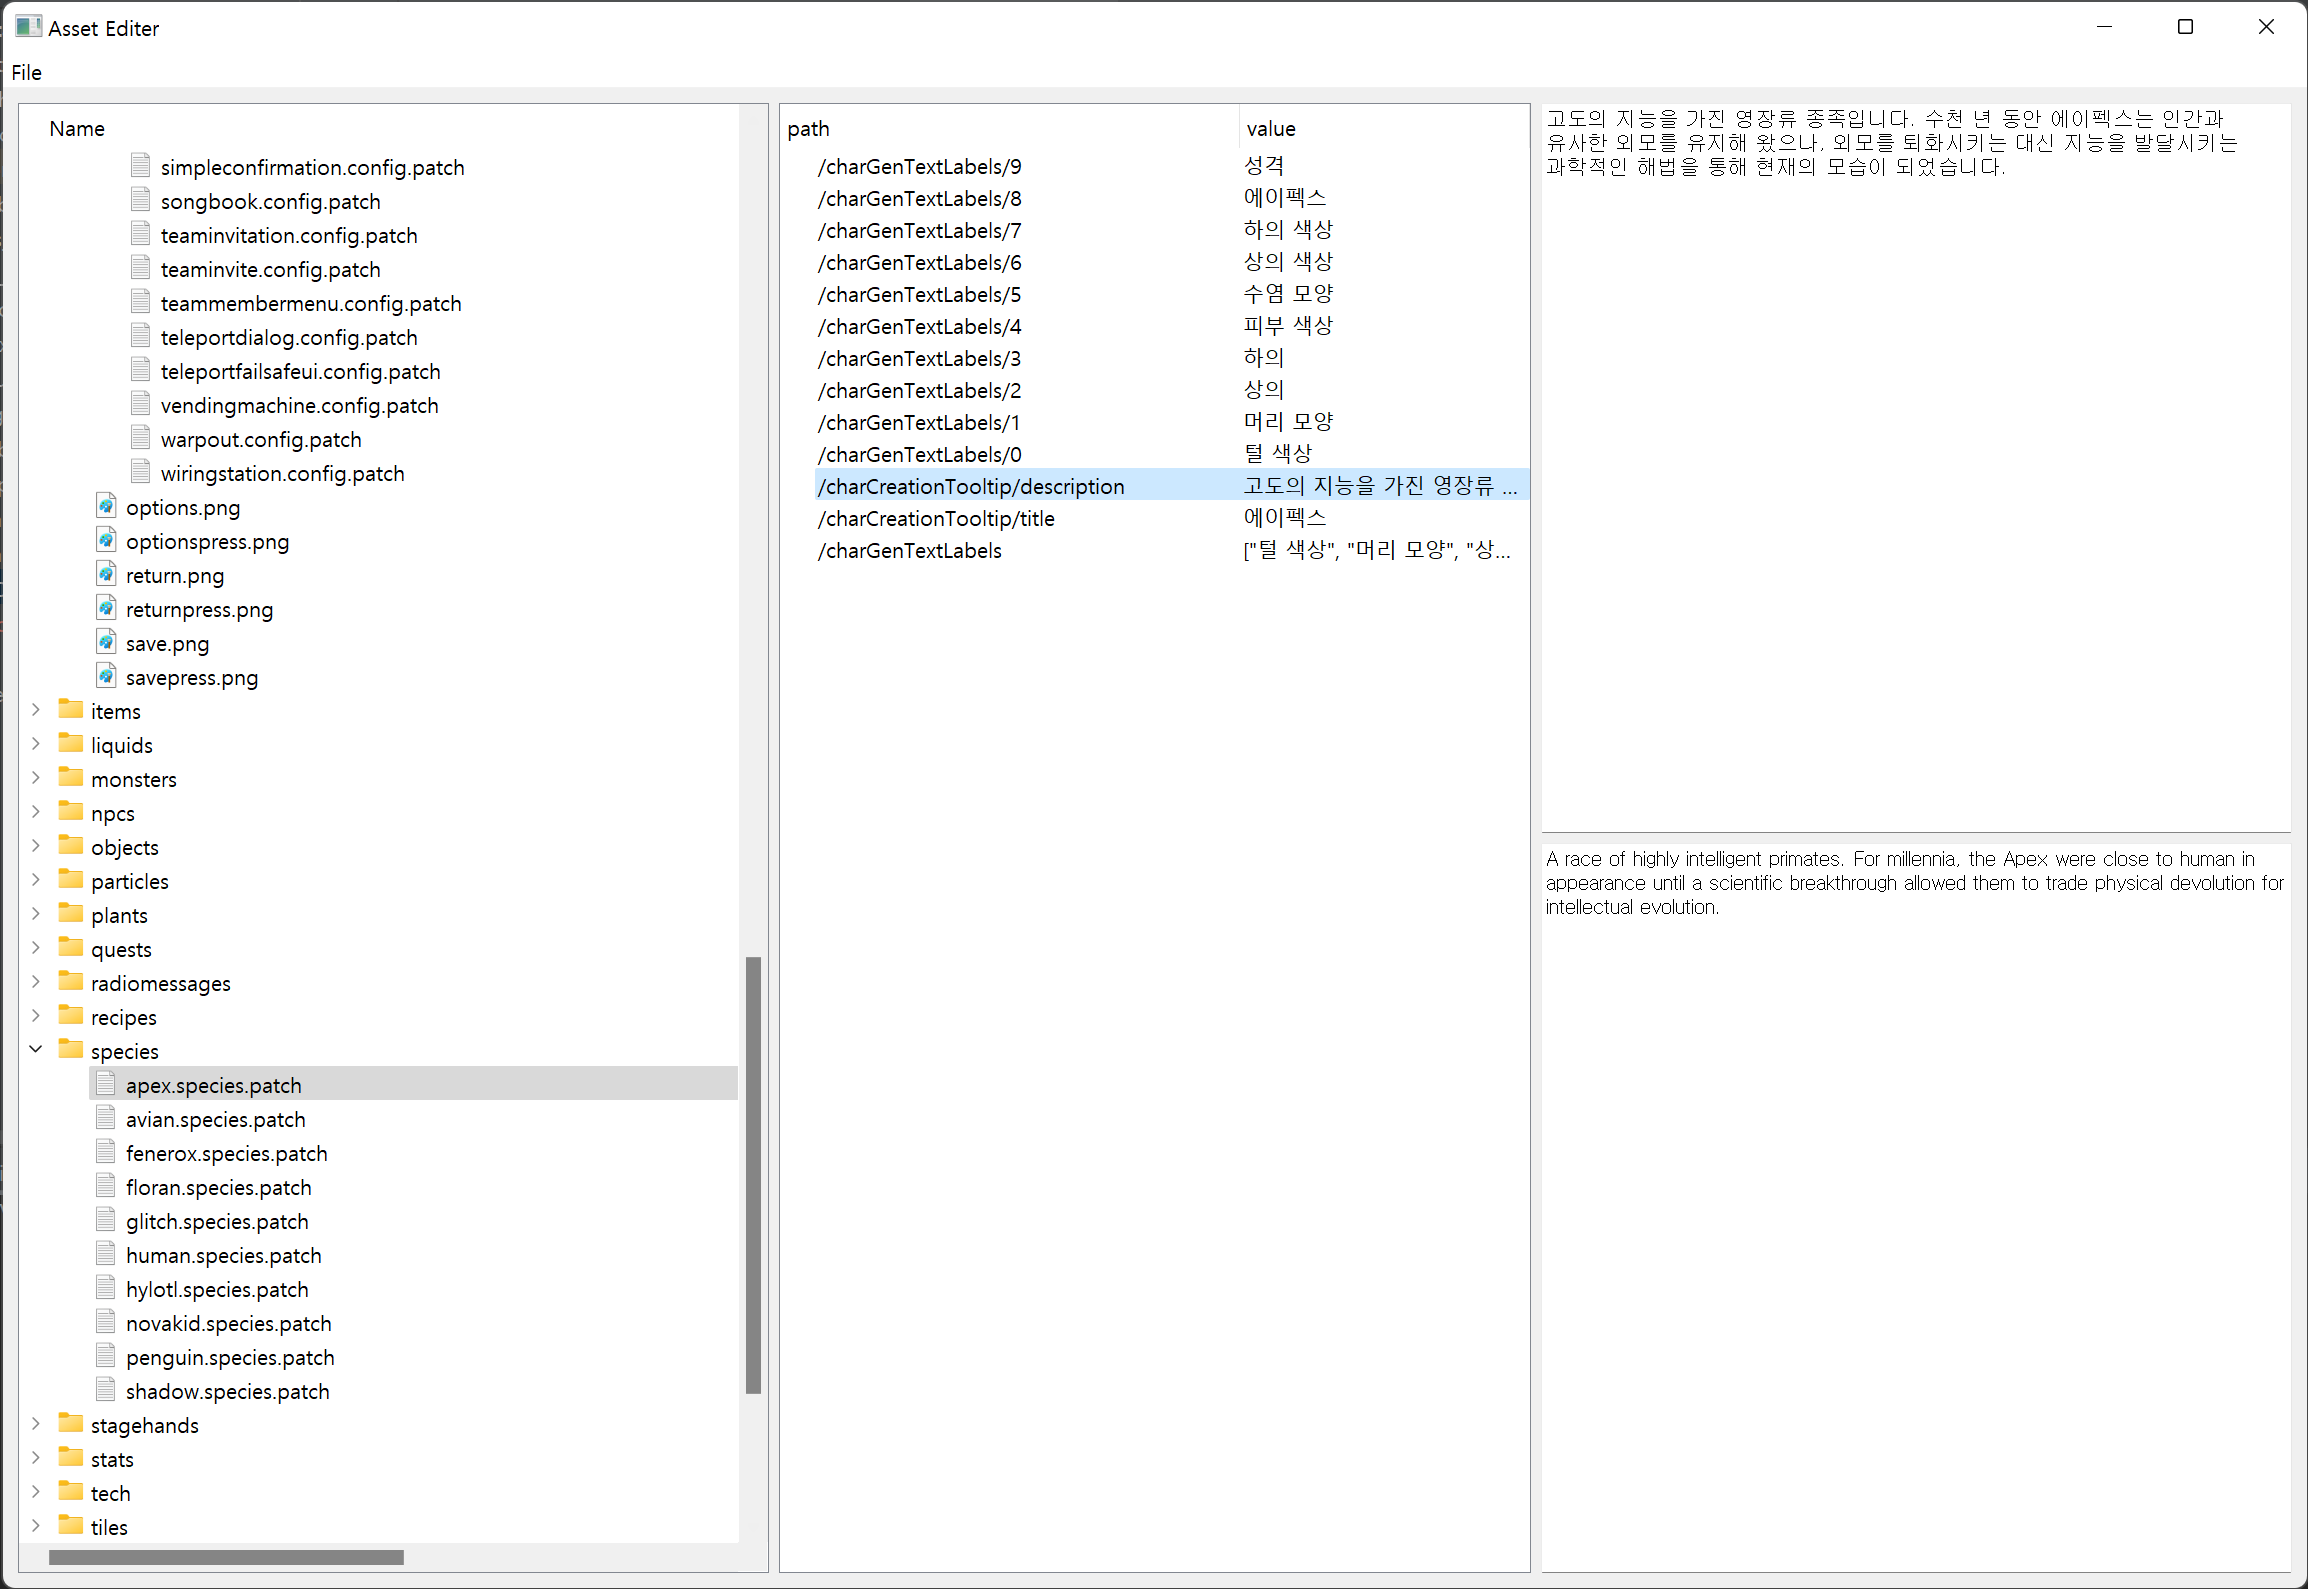 Asset Editer
File
Name
simpleconfirmation.config.patch
songbook.config.patch
teaminvitation.config.patch
teaminvite.config.patch
teammembermenu.config.patch
teleportdialog.config.patch
teleportfailsafeui.config.patch
vendingmachine.config.patch
warpout.config.patch
wiringstation.config.patch
options.png
optionspress.png
return.png
returnpress.png
save.png
savepress.png
items
liquids
monsters
npcs
objects
particles
plants
quests
radiomessages
recipes
species
apex.species.patch
avian.species.patch
fenerox.species.patch
floran.species.patch
glitch.species.patch
human.species.patch
hylotl.species.patch
novakid.species.patch
penguin.species.patch
shadow.species.patch
stagehands
stats
tech
tiles
path value
/charGenTextLabels/9 성격
/charGenTextLabels/8 에이펙스
/charGenTextLabels/7 하의 색상
/charGenTextLabels/6 상의 색상
/charGenTextLabels/5 수염 모양
/charGenTextLabels/4 피부 색상
/charGenTextLabels/3 하의
/charGenTextLabels/2 상의
/charGenTextLabels/1 머리 모양
/charGenTextLabels/0 털 색상
/charCreationTooltip/description 고도의 지능을 가진 영장류 ...
/charCreationTooltip/title 에이펙스
/charGenTextLabels ["털 색상", "머리 모양", "상...
고도의 지능을 가진 영장류 종족입니다. 수천 년 동안 에이펙스는 인간과
유사한 외모를 유지해 왔으나, 외모를 퇴화시키는 대신 지능을 발달시키는
과학적인 해법을 통해 현재의 모습이 되었습니다.
A race of highly intelligent primates. For millennia, the Apex were close to human in
appearance until a scientific breakthrough allowed them to trade physical devolution for
intellectual evolution.